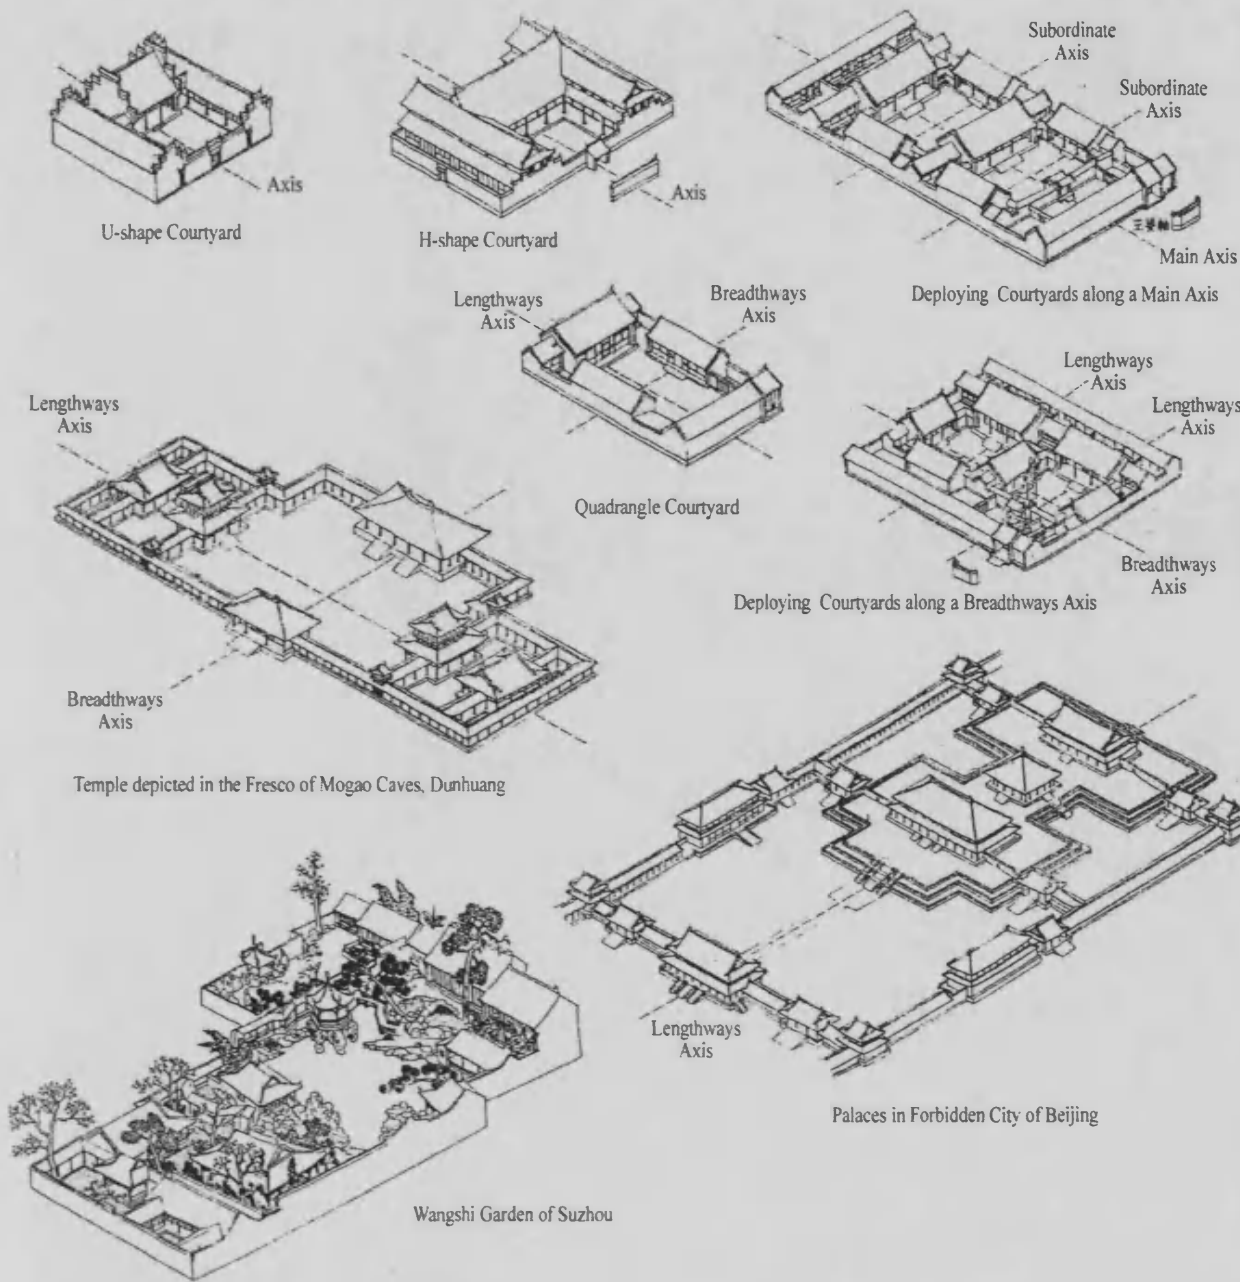 Axis
U-shape Courtyard
Axis
H-shape Courtyard
Subordinate
Axis
Subordinate
Axis
主要軸
Main Axis
Deploying Courtyards along a Main Axis
Lengthways
Axis
Breadthways
Axis
Quadrangle Courtyard
Lengthways
Axis
Lengthways
Axis
Breadthways
Axis
Deploying Courtyards along a Breadthways Axis
Lengthways
Axis
Breadthways
Axis
Temple depicted in the Fresco of Mogao Caves, Dunhuang
Lengthways
Axis
Palaces in Forbidden City of Beijing
Wangshi Garden of Suzhou